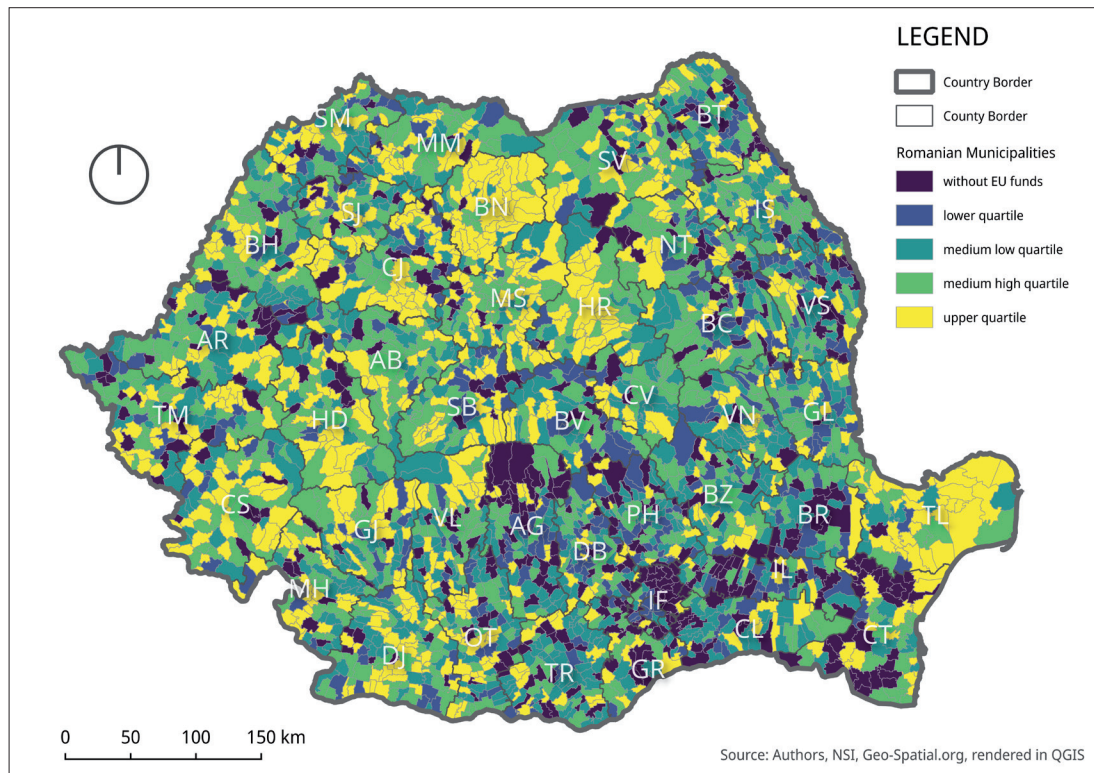 LEGEND
Country Border
County Border
Romanian Municipalities
without EU funds
lower quartile
medium low quartile
medium high quartile
upper quartile
SM
MM
BT
SV
BN
SJ
IS
BH
NT
CJ
MS
HR
VS
BC
AR
AB
CV
SB
BV
VN
GL
TM
HD
BZ
CS
VL
AG
PH
BR
TL
GJ
DB
IL
MH
IF
CL
CT
OT
DJ
TR
GR
0 50 100 150 km
Source: Authors, NSI, Geo-Spatial.org, rendered in QGIS